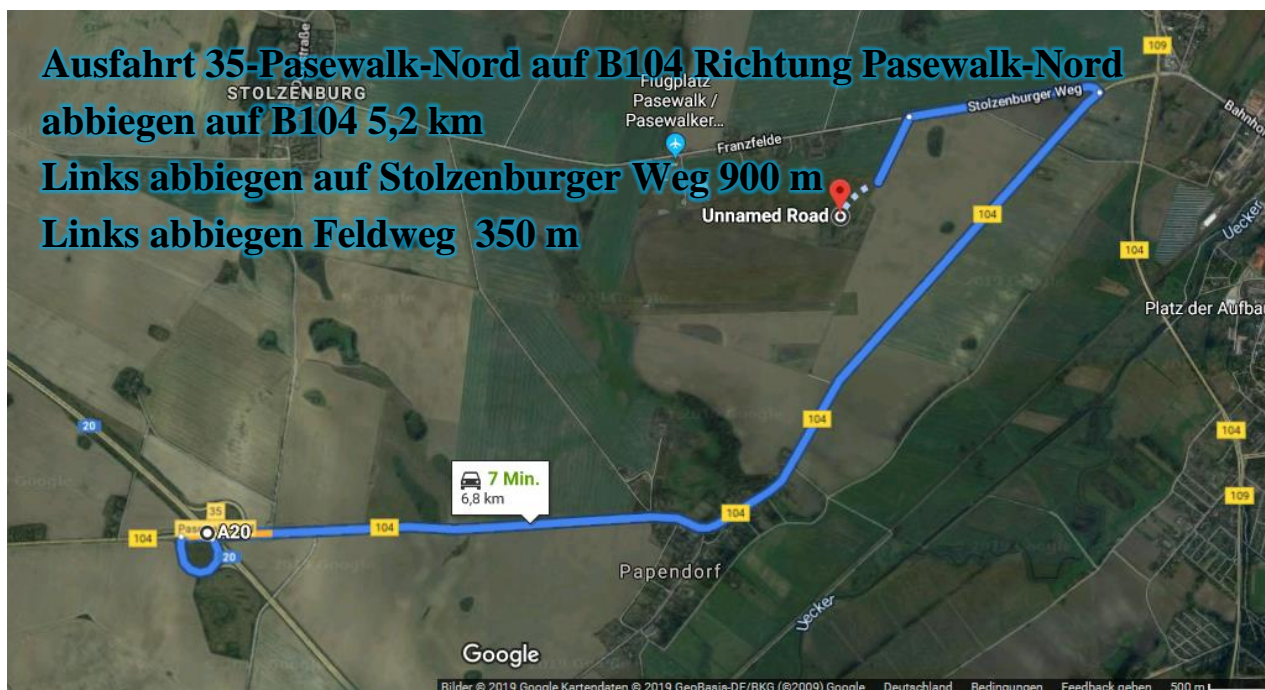 Ausfahrt 35-Pasewalk-Nord auf B104 Richtung Pasewalk-Nord
abbiegen auf B104 5,2 km
Links abbiegen auf Stolzenburger Weg 900 m
Links abbiegen Feldweg 350 m
STOLZENBURG
Flugplatz
Pasewalk /
Pasewalker...
Franzfelde
Stolzenburger Weg
109
Bahnho
Unnamed Road
104
104
Uecker
Platz der Aufba
104
20
104
104
109
7 Min.
6,8 km
35
104
A20
104
104
20
Papendorf
Uecker
Google
Bilder © 2019 Google Kartendaten © 2019 GeoBasis-DE/BKG (©2009) Google Deutschland Bedingungen Feedback geben 500 m